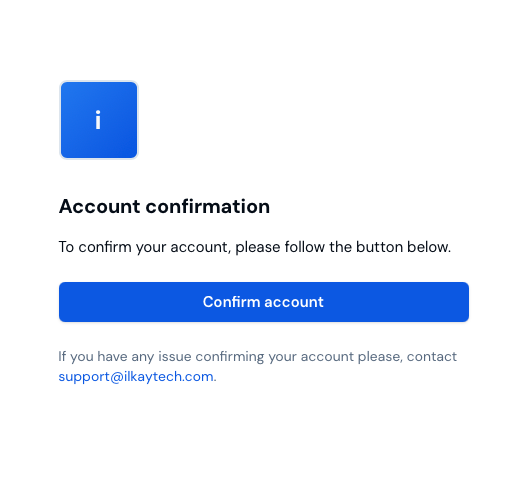 i
Account confirmation
To confirm your account, please follow the button below.
Confirm account
If you have any issue confirming your account please, contact
support@ilkaytech.com.